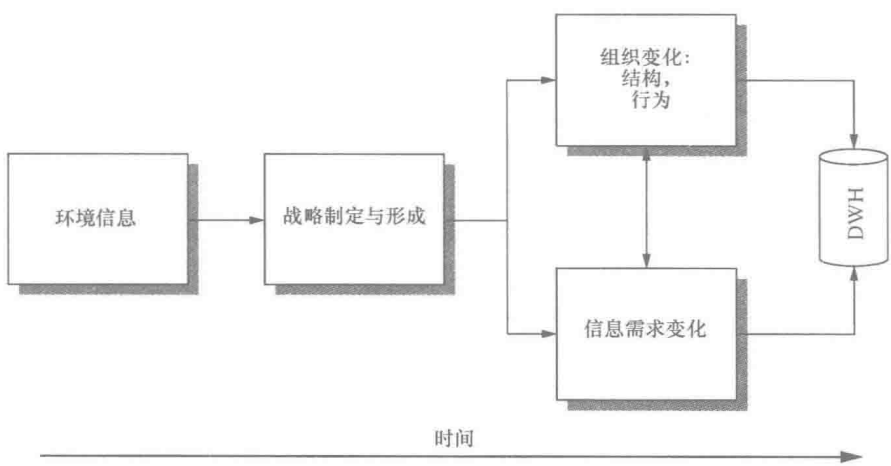 组织变化：
结构，
行为
环境信息
战略制定与形成
DWH
信息需求变化
时间